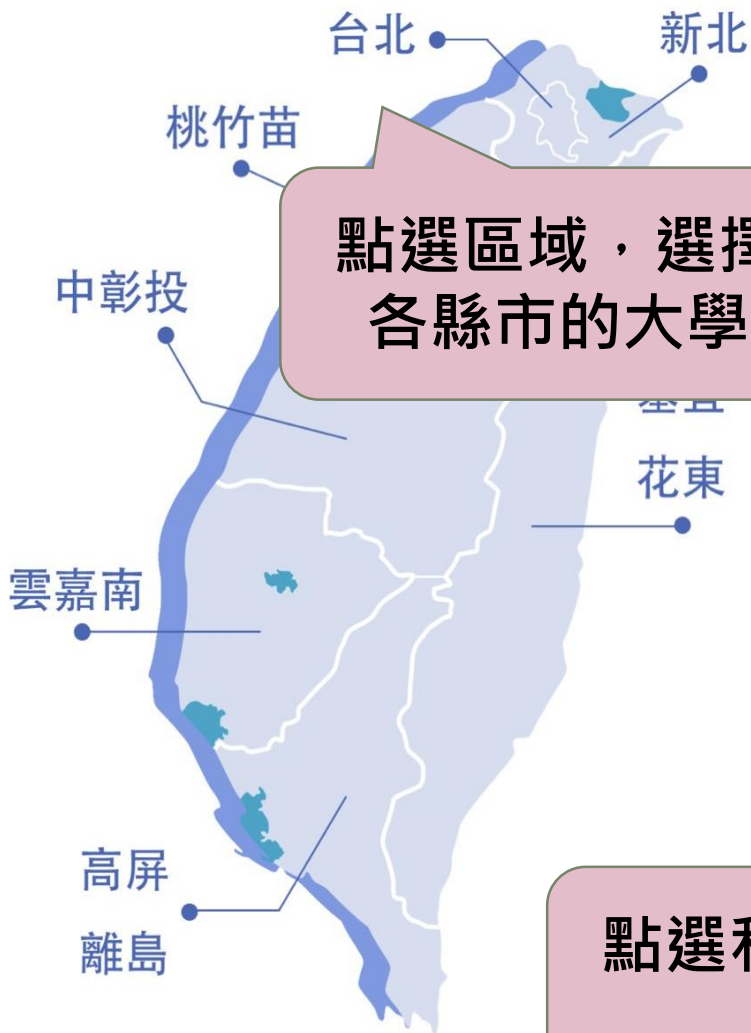 台北
新北
桃竹苗
點選區域，選擇
各縣市的大學
中彰投
花東
雲嘉南
高屏
離島
點選